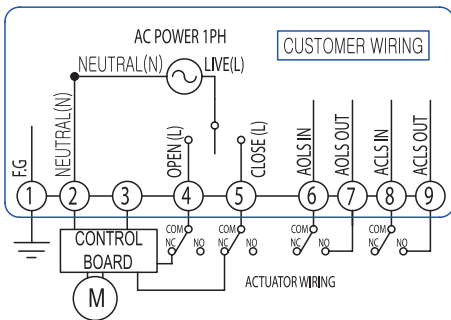 AC POWER 1PH
CUSTOMER WIRING
NEUTRAL(N)
LIVE(L)
F.G
NEUTRAL(N)
OPEN (L)
CLOSE (L)
AOLS IN
AOLS OUT
ACLS IN
ACLS OUT
1 2 3 4 5 6 7 8 9
COM COM COM COM
NC NO NC NO NC NO NC NO
CONTROL
BOARD
ACTUATOR WIRING
M